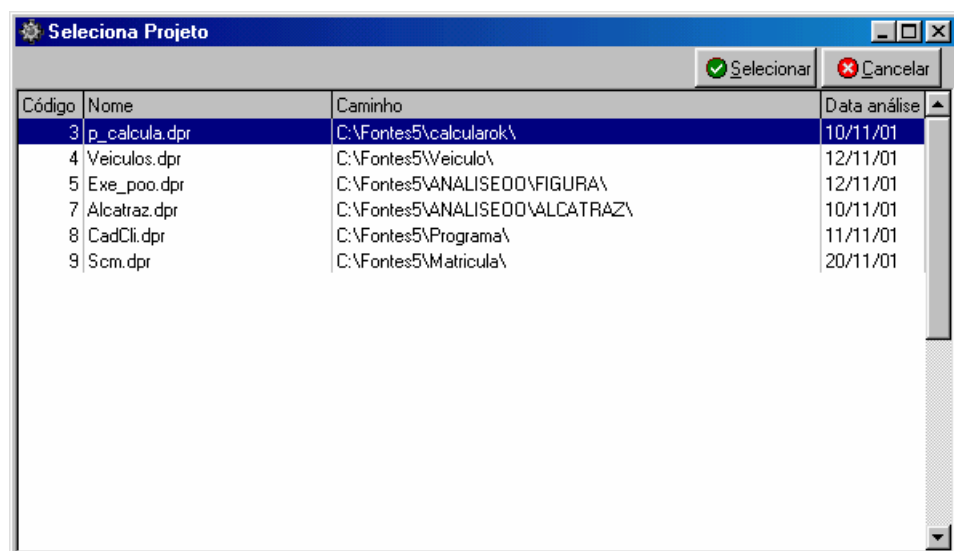 Seleciona Projeto
Selecionar Cancelar
Código Nome Caminho Data análise
3 p_calcula.dpr C:\Fontes5\calcularok\ 10/11/01
4 Veiculos.dpr C:\Fontes5\Veiculo\ 12/11/01
5 Exe_poo.dpr C:\Fontes5\ANALISEOO\FIGURA\ 12/11/01
7 Alcatraz.dpr C:\Fontes5\ANALISEOO\ALCATRAZ\ 10/11/01
8 CadCli.dpr C:\Fontes5\Programa\ 11/11/01
9 Scm.dpr C:\Fontes5\Matricula\ 20/11/01